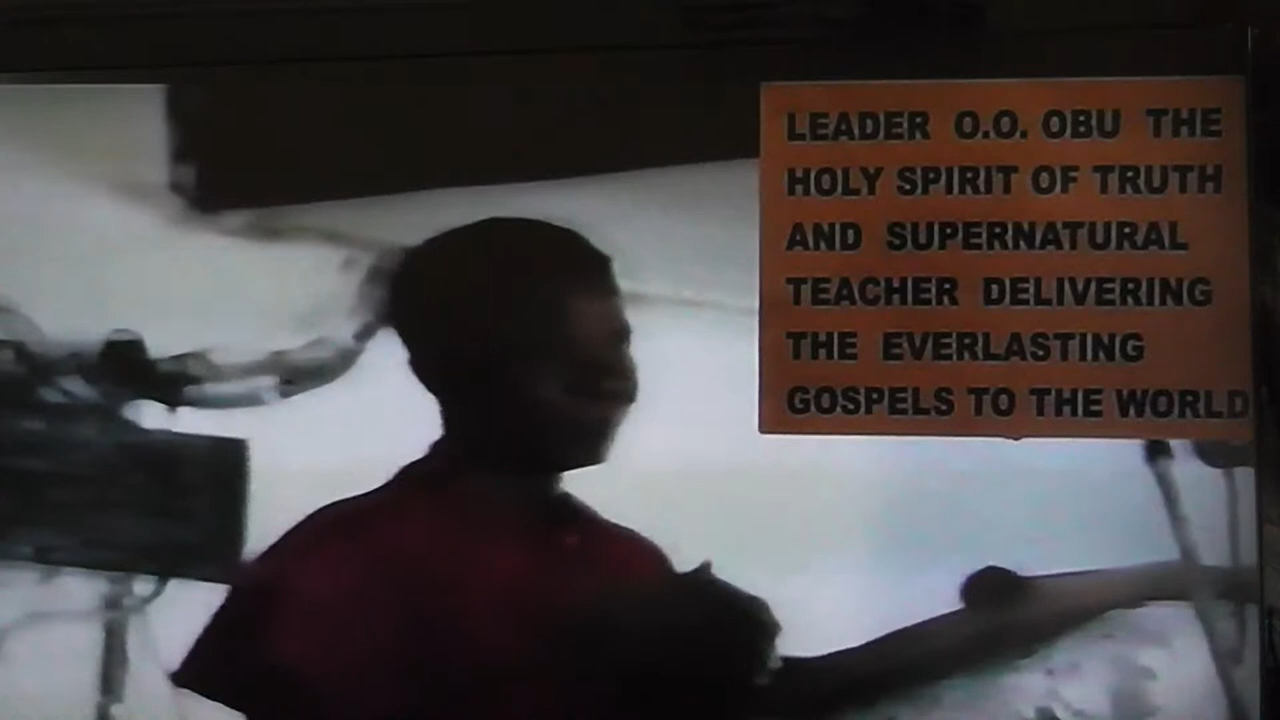 LEADER O.O. OBU THE
HOLY SPIRIT OF TRUTH
AND SUPERNATURAL
TEACHER DELIVERING
THE EVERLASTING
GOSPELS TO THE WORLD